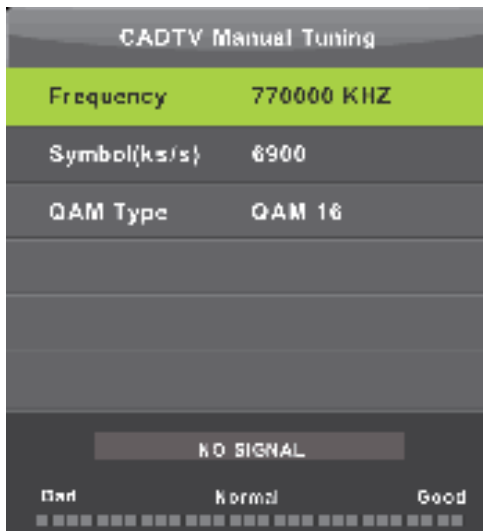 CADTV Manual Tuning
Frequency 770000 KHZ
Symbol(ks/s) 6900
QAM Type QAM 16
NO SIGNAL
Bad Normal Good